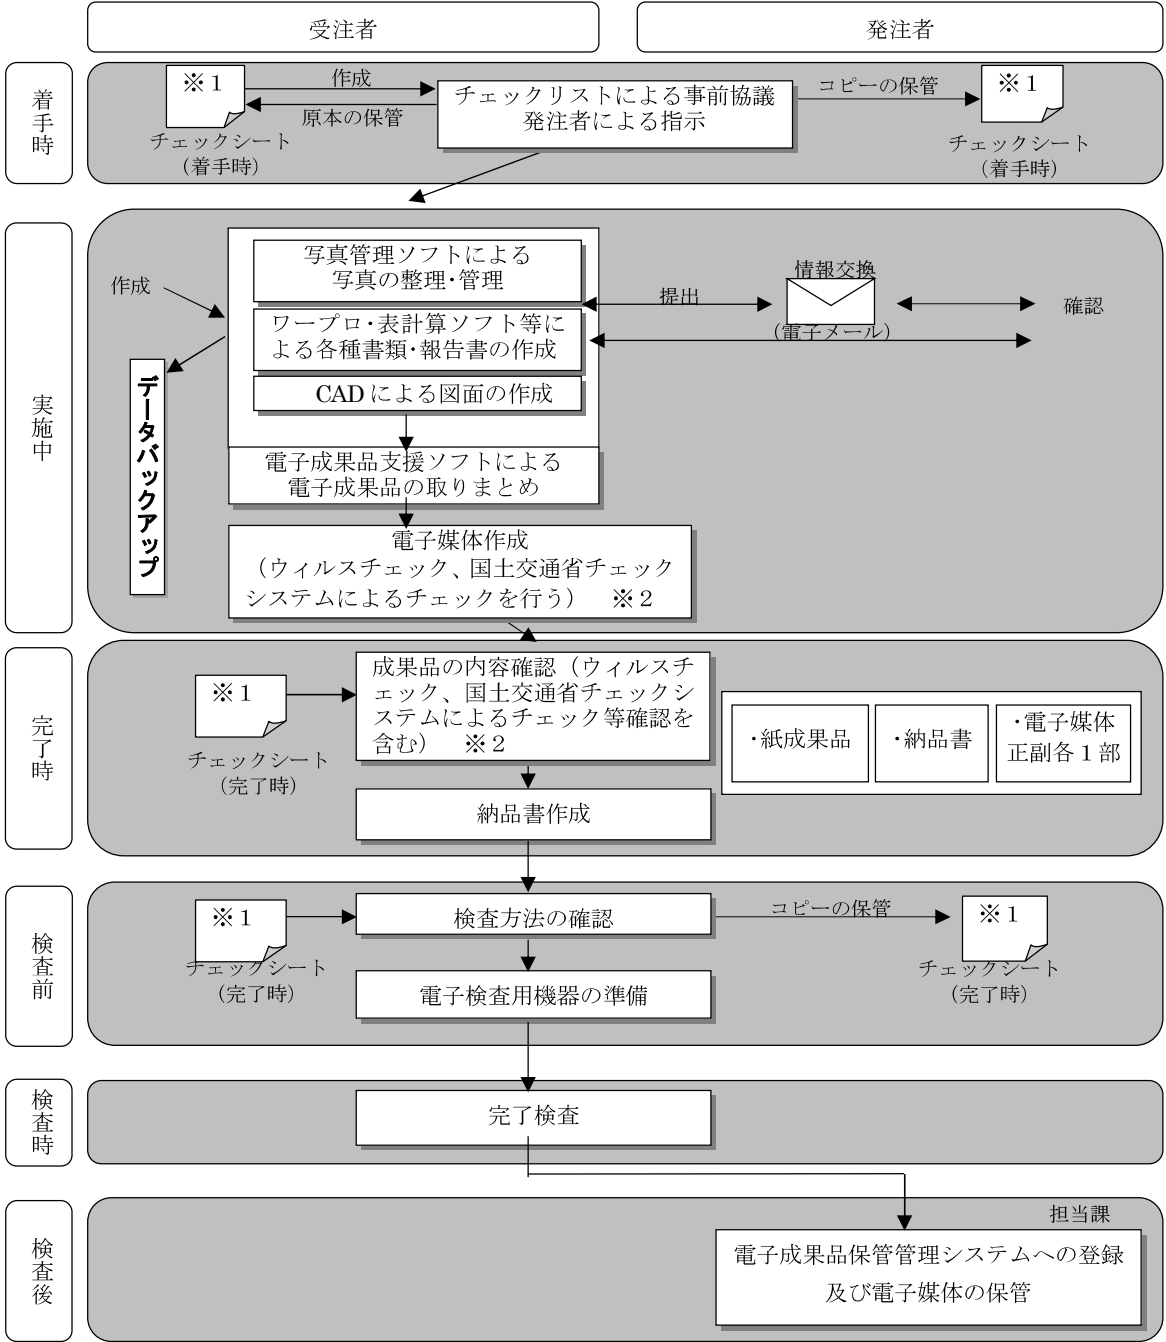 受注者
発注者
着手時
※１
作成
原本の保管
チェックシート
（着手時）
チェックリストによる事前協議
発注者による指示
コピーの保管
※１
チェックシート
（着手時）
実施中
作成
データバックアップ
写真管理ソフトによる
写真の整理・管理
ワープロ・表計算ソフト等に
よる各種書類・報告書の作成
CADによる図面の作成
提出
情報交換
（電子メール）
確認
電子成果品支援ソフトによる
電子成果品の取りまとめ
電子媒体作成
（ウィルスチェック、国土交通省チェック
システムによるチェックを行う）　※２
完了時
※１
チェックシート
（完了時）
成果品の内容確認（ウィルスチ
ェック、国土交通省チェックシ
ステムによるチェック等確認を
含む）　※２
・紙成果品
・納品書
・電子媒体
正副各１部
納品書作成
検査前
※１
チェックシート
（完了時）
検査方法の確認
コピーの保管
※１
チェックシート
（完了時）
電子検査用機器の準備
検査時
完了検査
検査後
担当課
電子成果品保管管理システムへの登録
及び電子媒体の保管